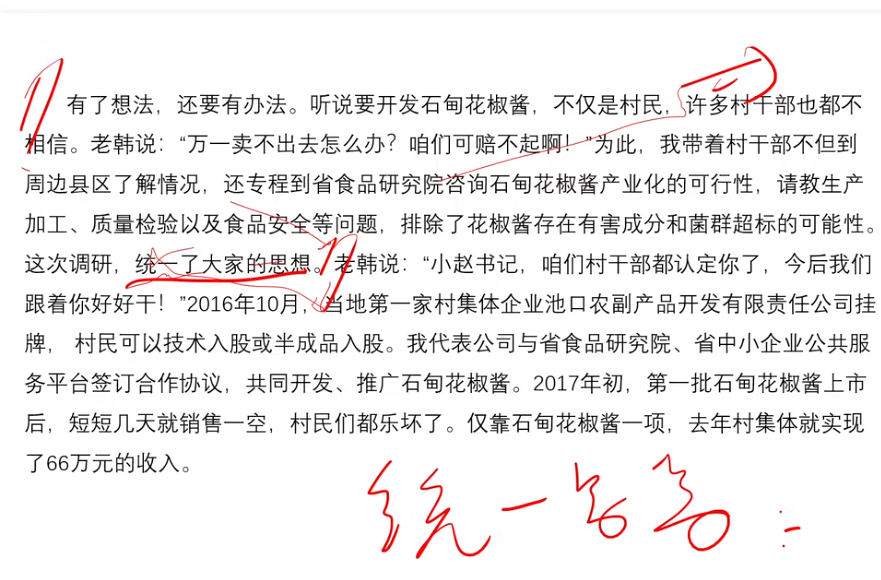 有了想法，还要有办法。听说要开发石甸花椒酱，不仅是村民，许多村干部也都不
相信。老韩说：“万一卖不出去怎么办？咱们可赔不起啊！”为此，我带着村干部不但到
周边县区了解情况，还专程到省食品研究院咨询石甸花椒酱产业化的可行性，请教生产
加工、质量检验以及食品安全等问题，排除了花椒酱存在有害成分和菌群超标的可能性。
这次调研，统一了大家的思想。老韩说：“小赵书记，咱们村干部都认定你了，今后我们
跟着你好好干！”2016年10月，当地第一家村集体企业池口农副产品开发有限责任公司挂
牌， 村民可以技术入股或半成品入股。我代表公司与省食品研究院、省中小企业公共服
务平台签订合作协议，共同开发、推广石甸花椒酱。2017年初，第一批石甸花椒酱上市
后，短短几天就销售一空，村民们都乐坏了。仅靠石甸花椒酱一项，去年村集体就实现
了66万元的收入。
统一